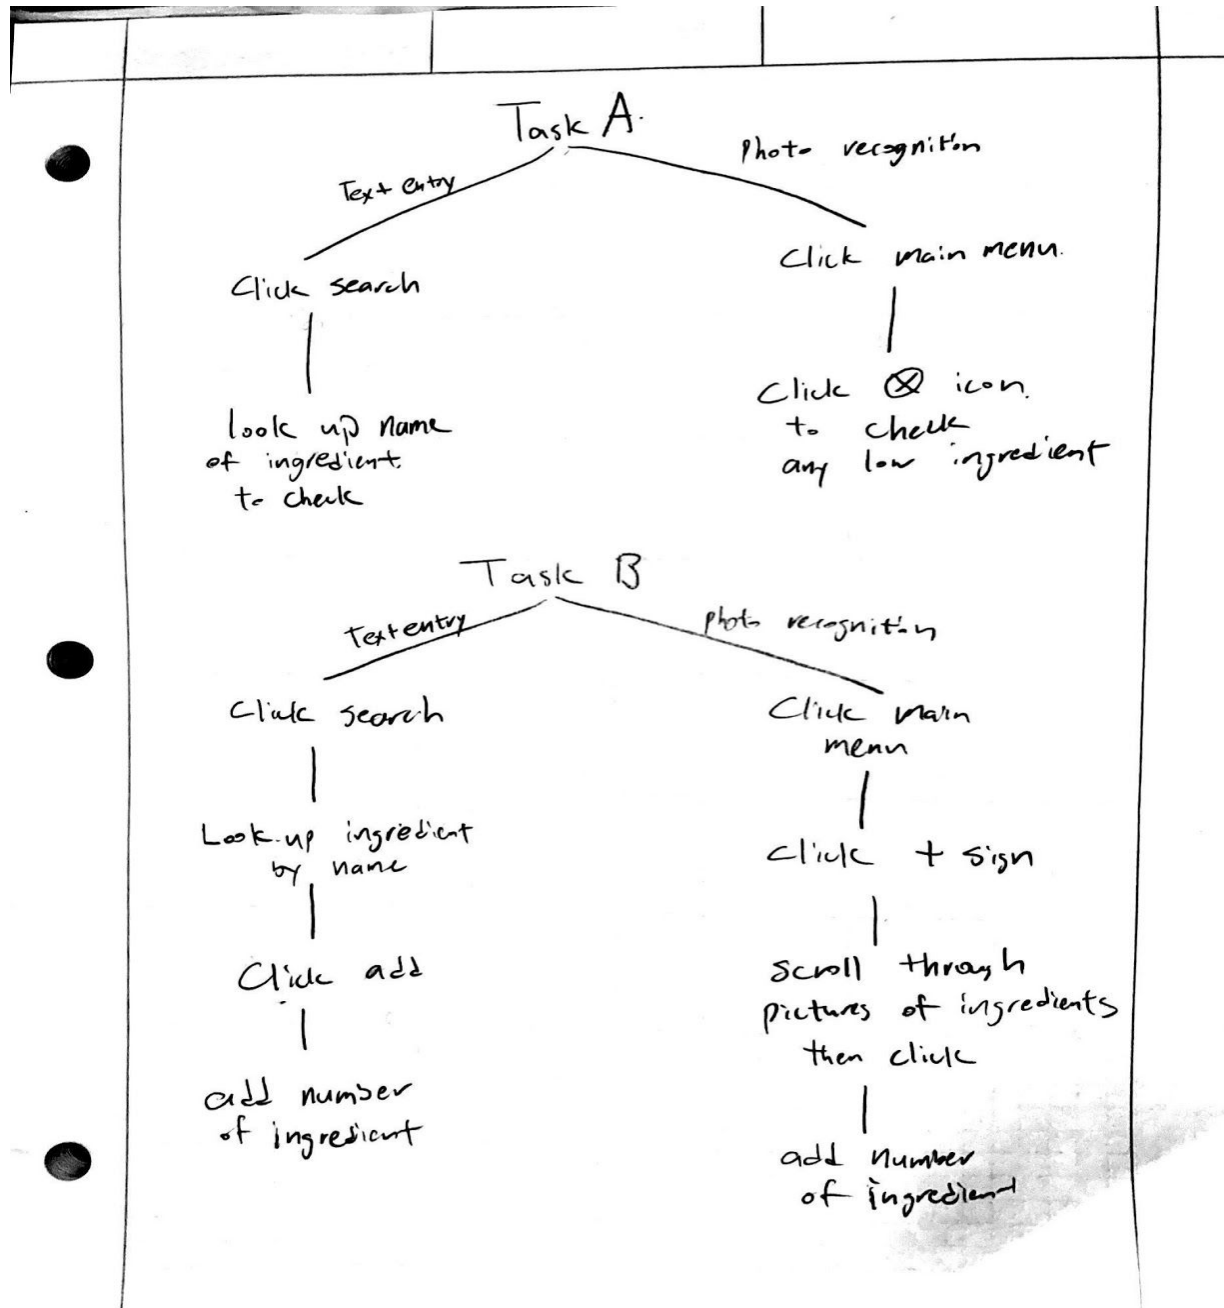 Task A.
Text entry
Photo recognition
Click search
Click main menu.
look up name
of ingredient.
to check
Click ⊗ icon.
to check
any low ingredient
Task B
Text entry
photo recognition
Click search
Click main
menu
Look-up ingredient
by name
Click + sign
Click add
scroll through
pictures of ingredients
then click
add number
of ingredient
add number
of ingredient